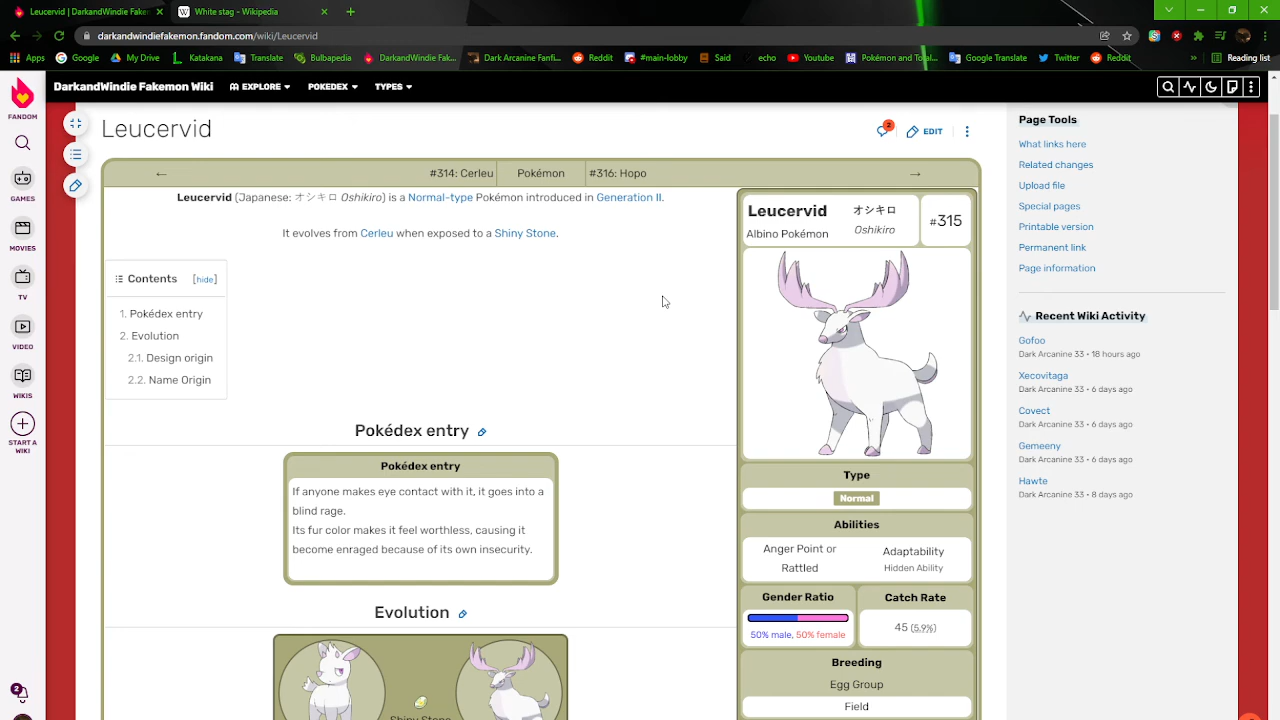 Leucervid | DarkandWindie Fakem
White stag - Wikipedia
darkandwindiefakemon.fandom.com/wiki/Leucervid
Apps
Google
My Drive
Katakana
Translate
Bulbapedia
DarkandWindie Fak...
Dark Arcanine Fanfi...
Reddit
#main-lobby
Said
echo
Youtube
Pokémon and Total...
Google Translate
Twitter
Reddit
»
Reading list
FANDOM
GAMES
MOVIES
TV
VIDEO
WIKIS
START A
WIKI
2
DarkandWindie Fakemon Wiki
EXPLORE
POKEDEX
TYPES
Leucervid
2
EDIT
← #314: Cerleu Pokémon #316: Hopo →
Leucervid (Japanese: オシキロ Oshikiro) is a Normal-type Pokémon introduced in Generation II.
It evolves from Cerleu when exposed to a Shiny Stone.
Contents [hide]
1. Pokédex entry
2. Evolution
2.1. Design origin
2.2. Name Origin
Pokédex entry
Pokédex entry
If anyone makes eye contact with it, it goes into a
blind rage.
Its fur color makes it feel worthless, causing it
become enraged because of its own insecurity.
Evolution
Shiny Stone
Leucervid
Albino Pokémon
オシキロ
Oshikiro
#315
Type
Normal
Abilities
Anger Point or
Rattled
Adaptability
Hidden Ability
Gender Ratio
50% male, 50% female
Catch Rate
45 (5.9%)
Breeding
Egg Group
Field
Page Tools
What links here
Related changes
Upload file
Special pages
Printable version
Permanent link
Page information
Recent Wiki Activity
Gofoo
Dark Arcanine 33 • 18 hours ago
Xecovitaga
Dark Arcanine 33 • 6 days ago
Covect
Dark Arcanine 33 • 6 days ago
Gemeeny
Dark Arcanine 33 • 6 days ago
Hawte
Dark Arcanine 33 • 8 days ago